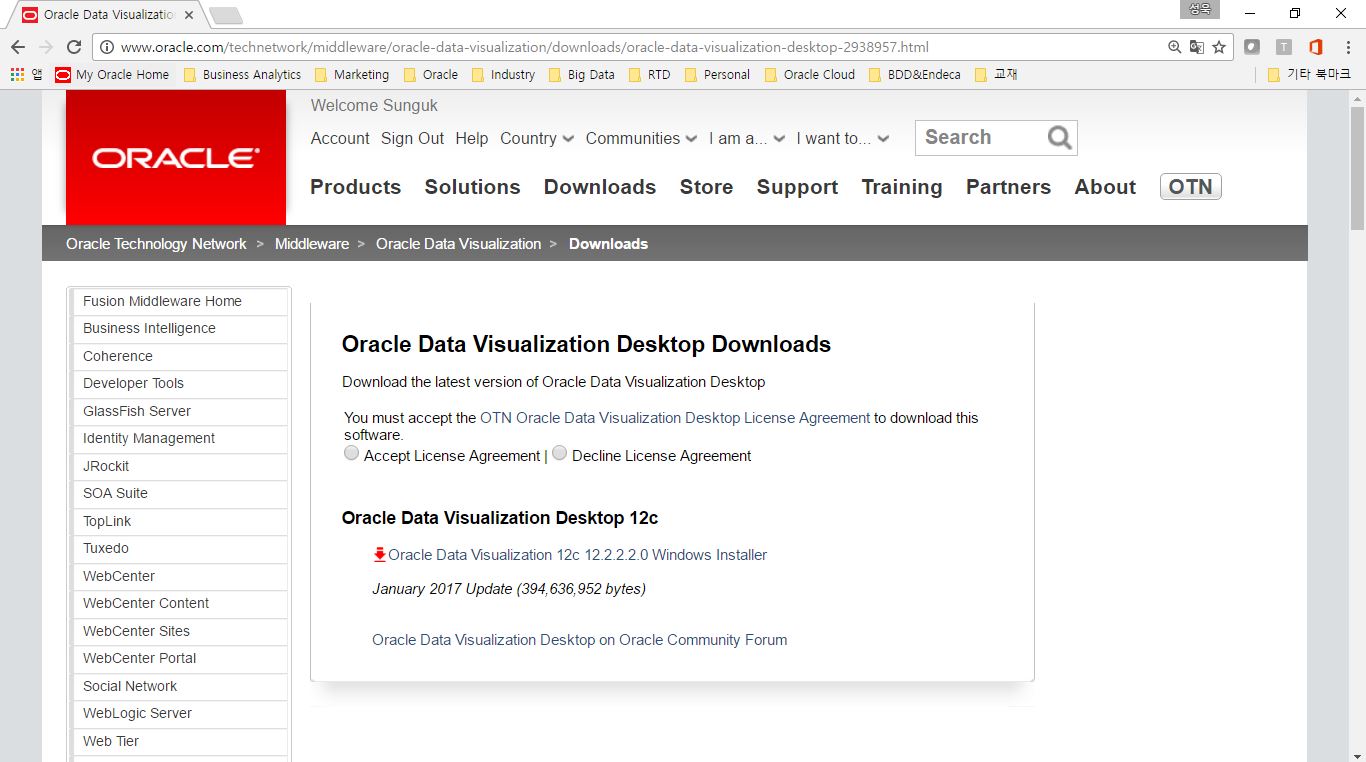 Oracle Data Visualizatio
성욱
www.oracle.com/technetwork/middleware/oracle-data-visualization/downloads/oracle-data-visualization-desktop-2938957.html
T
앱 My Oracle Home Business Analytics Marketing Oracle Industry Big Data RTD Personal Oracle Cloud BDD&Endeca 교재 기타 북마크
ORACLE
Welcome Sunguk
Account Sign Out Help Country Communities I am a... I want to... Search
Products Solutions Downloads Store Support Training Partners About OTN
Oracle Technology Network > Middleware > Oracle Data Visualization > Downloads
Fusion Middleware Home
Business Intelligence
Coherence
Developer Tools
GlassFish Server
Identity Management
JRockit
SOA Suite
TopLink
Tuxedo
WebCenter
WebCenter Content
WebCenter Sites
WebCenter Portal
Social Network
WebLogic Server
Web Tier
Oracle Data Visualization Desktop Downloads
Download the latest version of Oracle Data Visualization Desktop
You must accept the OTN Oracle Data Visualization Desktop License Agreement to download this
software.
Accept License Agreement | Decline License Agreement
Oracle Data Visualization Desktop 12c
Oracle Data Visualization 12c 12.2.2.2.0 Windows Installer
January 2017 Update (394,636,952 bytes)
Oracle Data Visualization Desktop on Oracle Community Forum